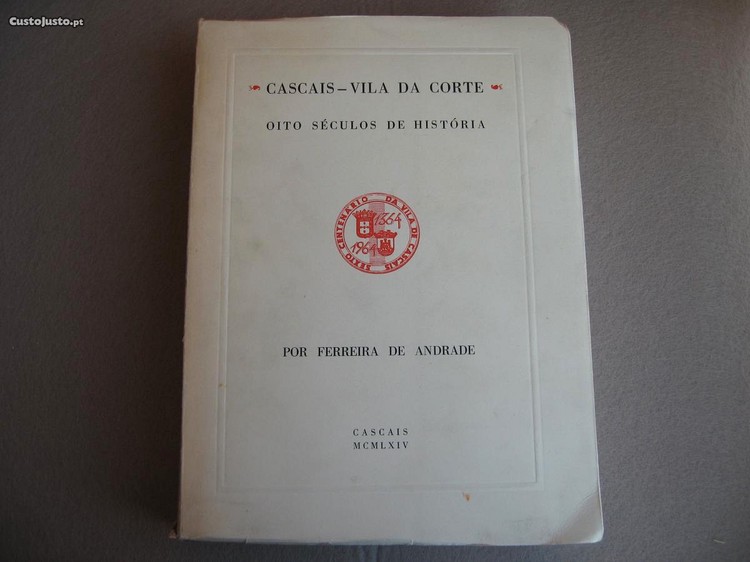 CustoJusto.pt
CASCAIS – VILA DA CORTE
OITO SÉCULOS DE HISTÓRIA
SEXTO CENTENÁRIO DA VILA DE CASCAIS
1364
1964
POR FERREIRA DE ANDRADE
CASCAIS
MCMLXIV